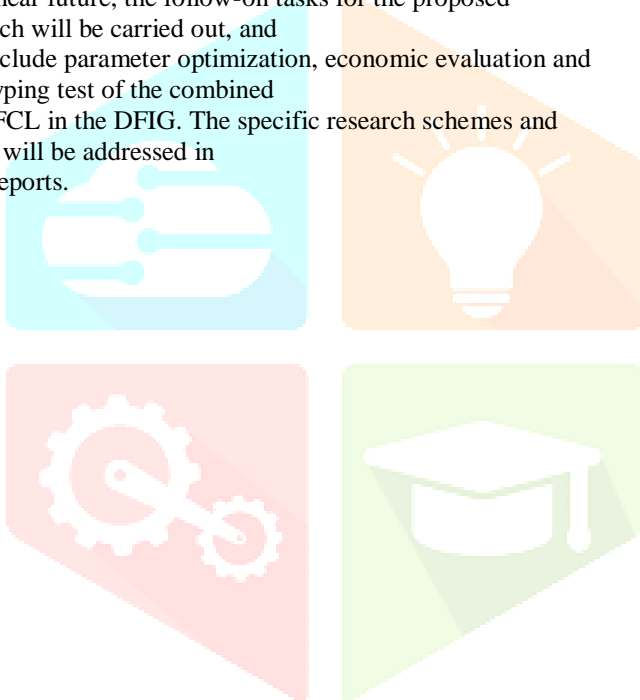 near future, the follow-on tasks for the proposed
ch will be carried out, and
clude parameter optimization, economic evaluation and
yping test of the combined
FCL in the DFIG. The specific research schemes and
will be addressed in
eports.